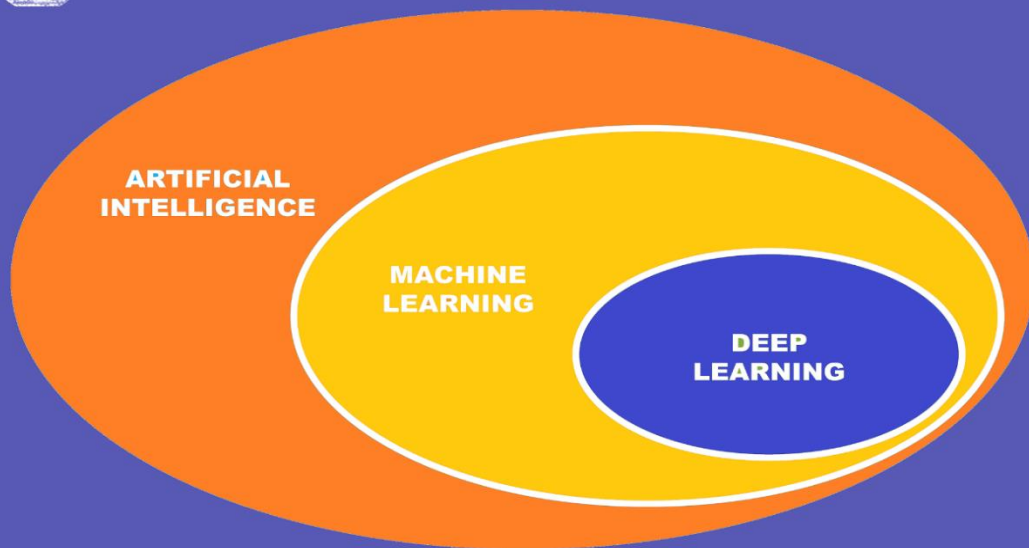 ARTIFICIAL
INTELLIGENCE
MACHINE
LEARNING
DEEP
LEARNING